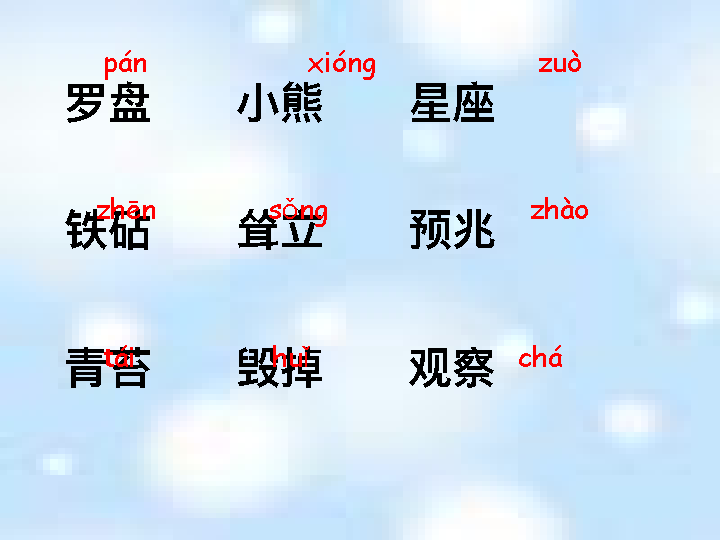 pán xióng zuò
罗盘 小熊 星座
zhēn sǒng zhào
铁砧 耸立 预兆
tái huǐ chá
青苔 毁掉 观察